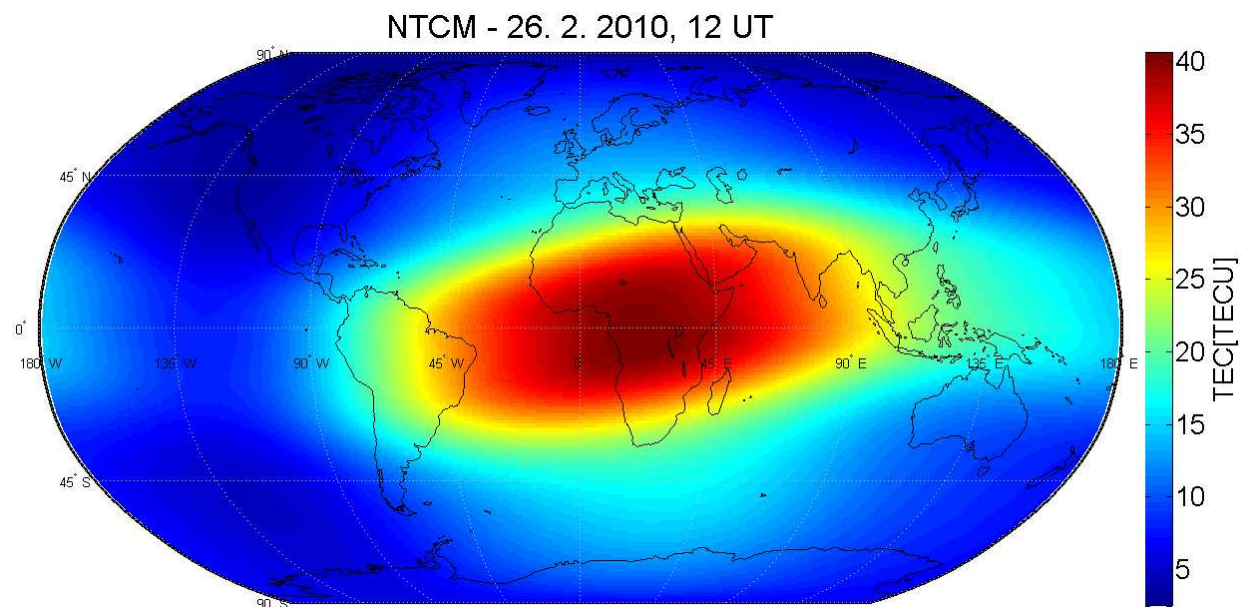 NTCM - 26. 2. 2010, 12 UT
90° N
45° N
0°
180° W
135° W
90° W
45° W
0°
45° E
90° E
135° E
180° E
45° S
90° S
40
35
30
25
20
15
10
5
TEC[TECU]